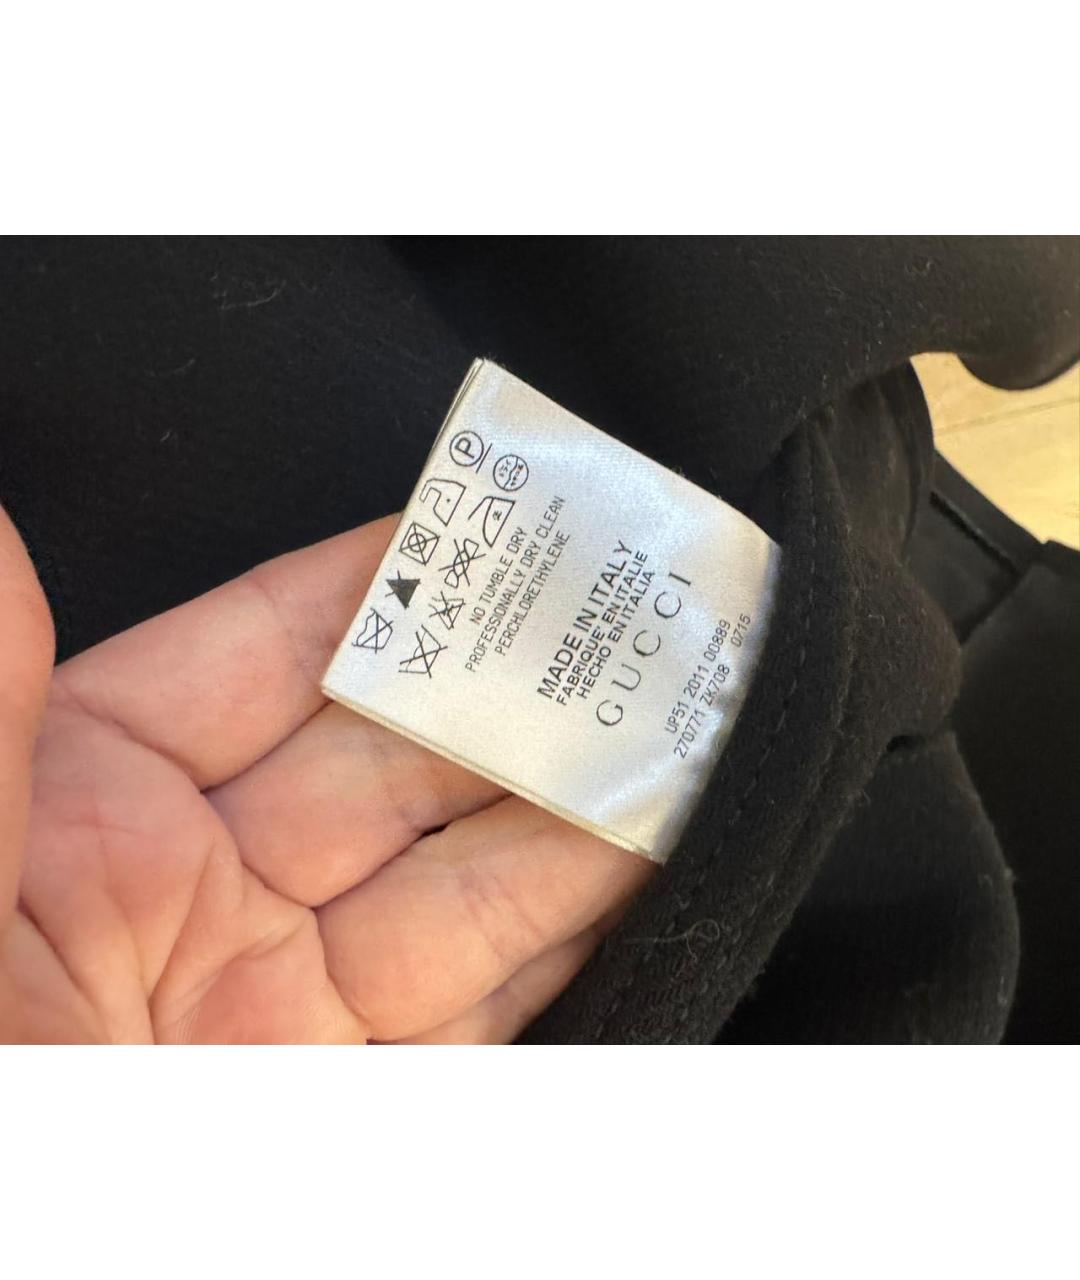 P
NO TUMBLE DRY
PROFESSIONALLY DRY CLEAN
PERCHLORETHYLENE
MADE IN ITALY
FABRIQUE' EN ITALIE
HECHO EN ITALIA
GUCCI
UP51 2011 D0889
270771 ZK708 0715